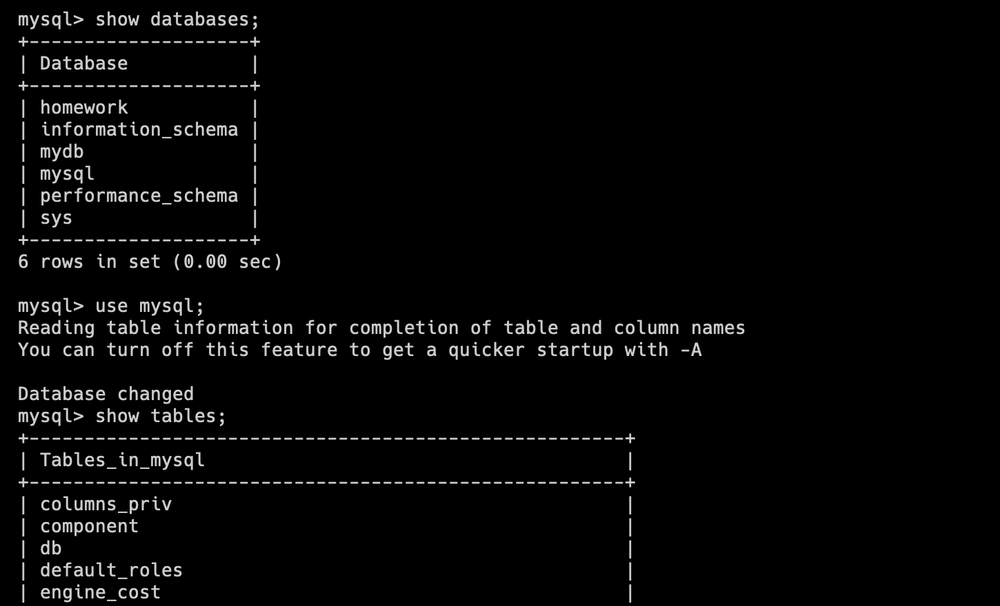 mysql> show databases;
+--------------------+
| Database           |
+--------------------+
| homework           |
| information_schema |
| mydb               |
| mysql              |
| performance_schema |
| sys                |
+--------------------+
6 rows in set (0.00 sec)
mysql> use mysql;
Reading table information for completion of table and column names
You can turn off this feature to get a quicker startup with -A
Database changed
mysql> show tables;
+------------------------------------------------------+
| Tables_in_mysql                                      |
+------------------------------------------------------+
| columns_priv                                         |
| component                                            |
| db                                                   |
| default_roles                                        |
| engine_cost                                          |